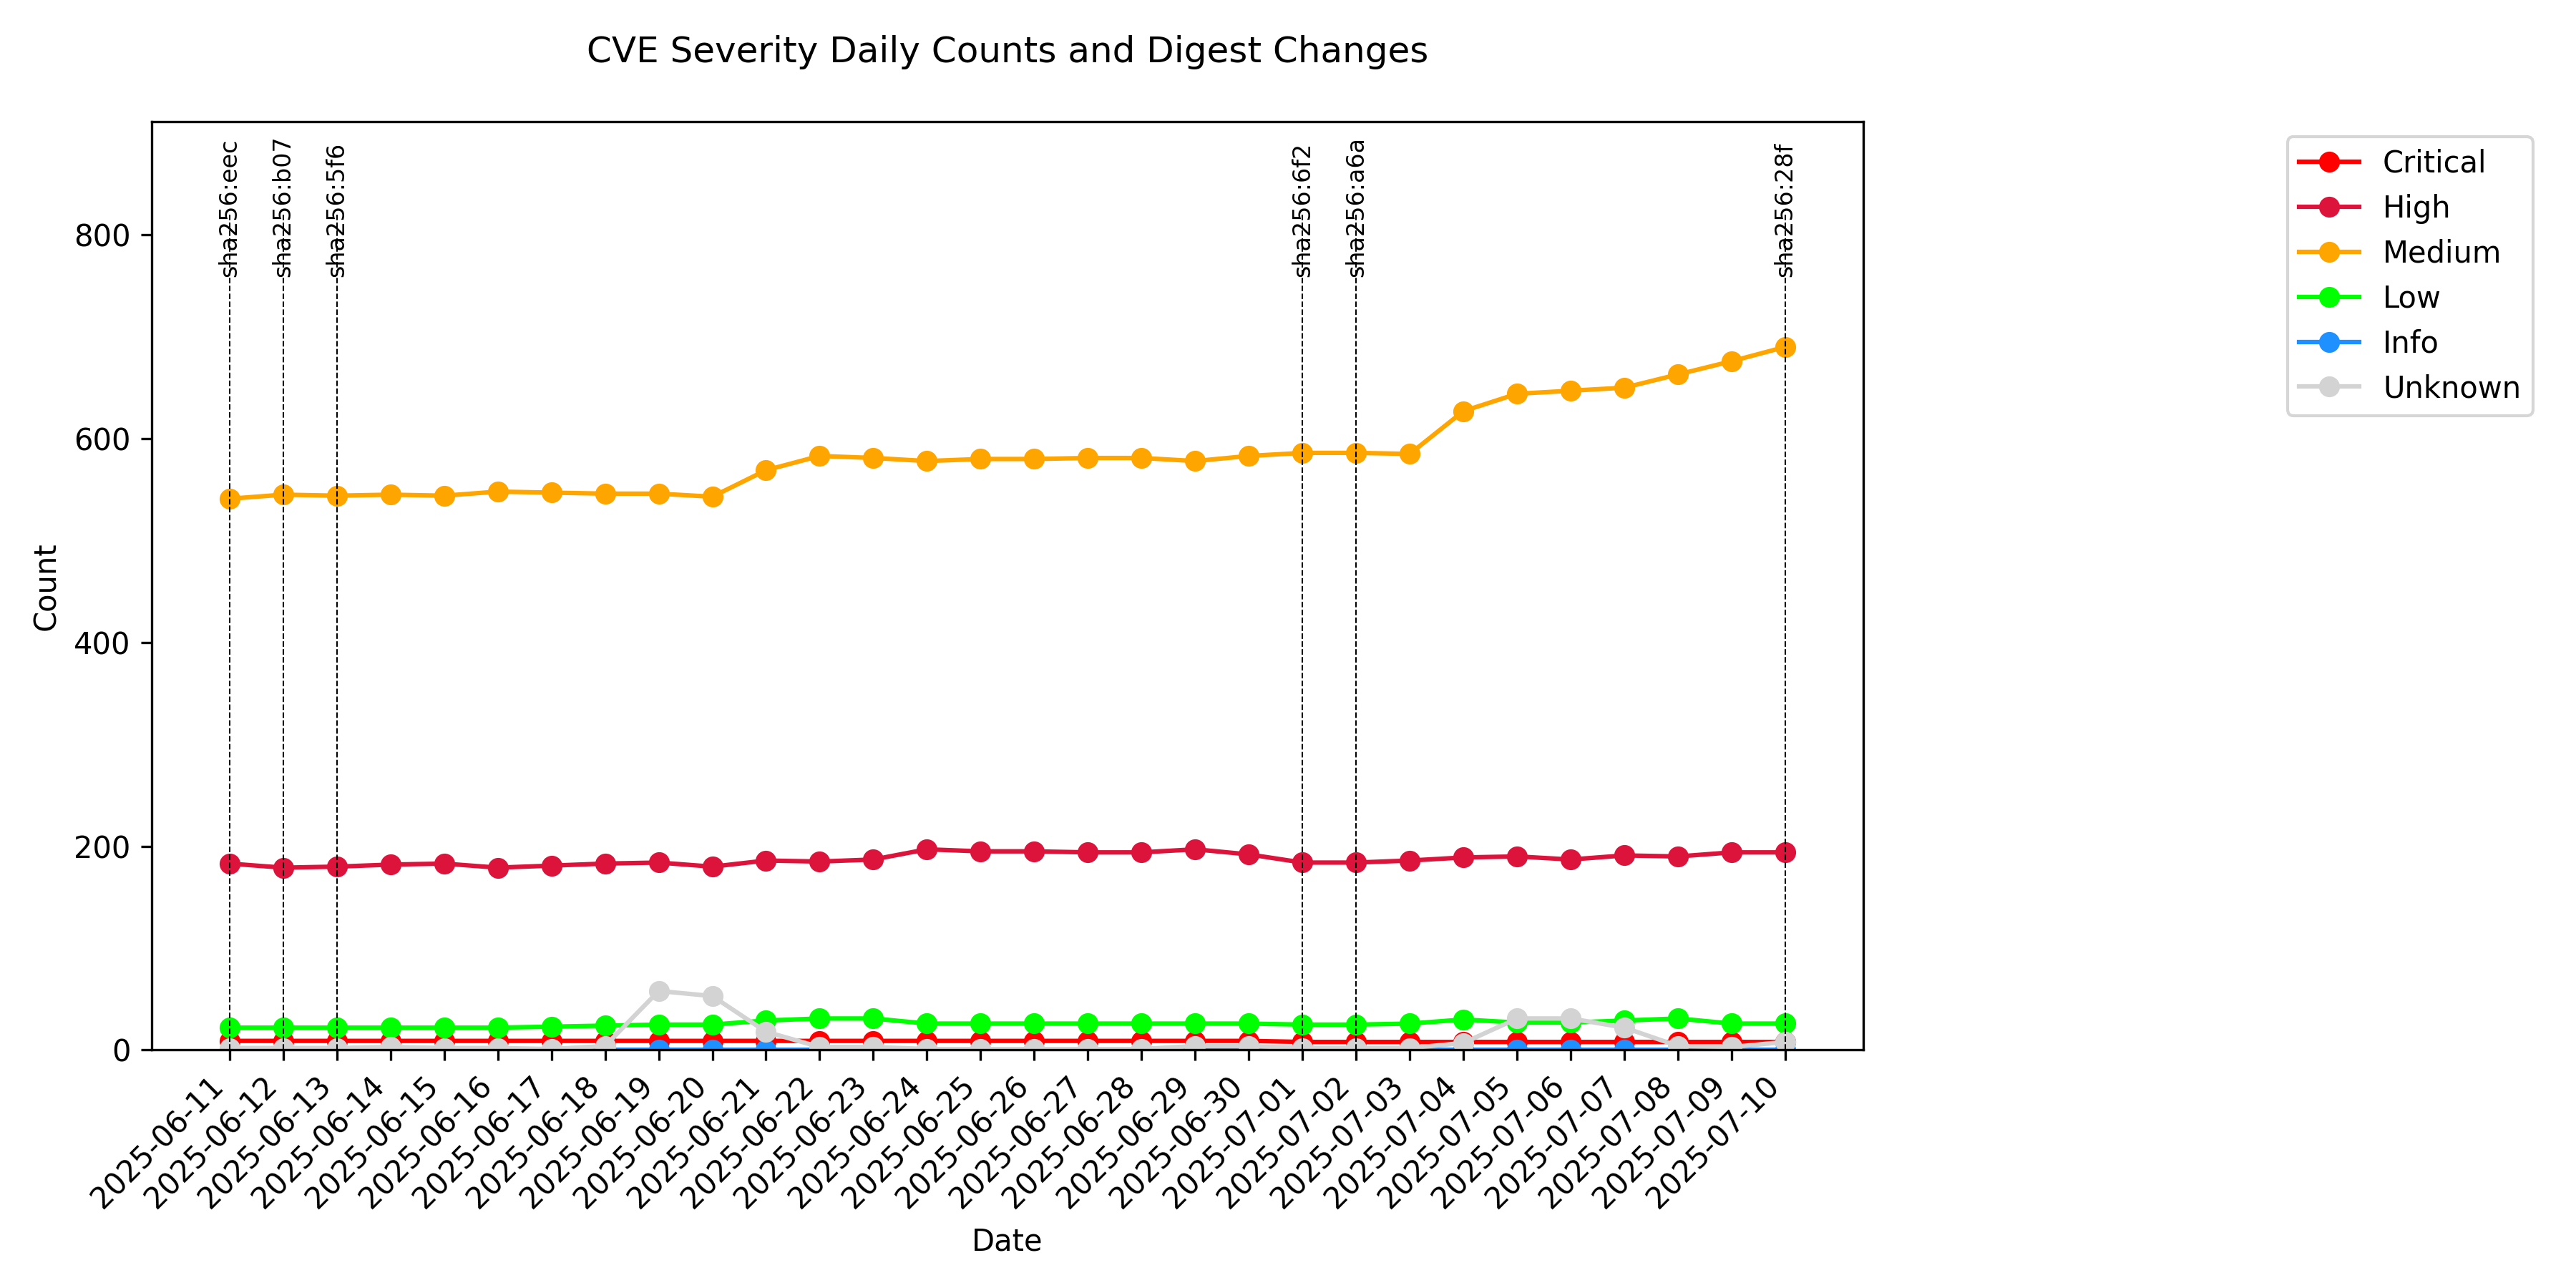 CVE Severity Daily Counts and Digest Changes
sha256:eec
sha256:b07
sha256:5f6
sha256:6f2
sha256:a6a
sha256:28f
Critical
High
Medium
Low
Info
Unknown
Count
800
600
400
200
0
2025-06-11
2025-06-12
2025-06-13
2025-06-14
2025-06-15
2025-06-16
2025-06-17
2025-06-18
2025-06-19
2025-06-20
2025-06-21
2025-06-22
2025-06-23
2025-06-24
2025-06-25
2025-06-26
2025-06-27
2025-06-28
2025-06-29
2025-06-30
2025-07-01
2025-07-02
2025-07-03
2025-07-04
2025-07-05
2025-07-06
2025-07-07
2025-07-08
2025-07-09
2025-07-10
Date